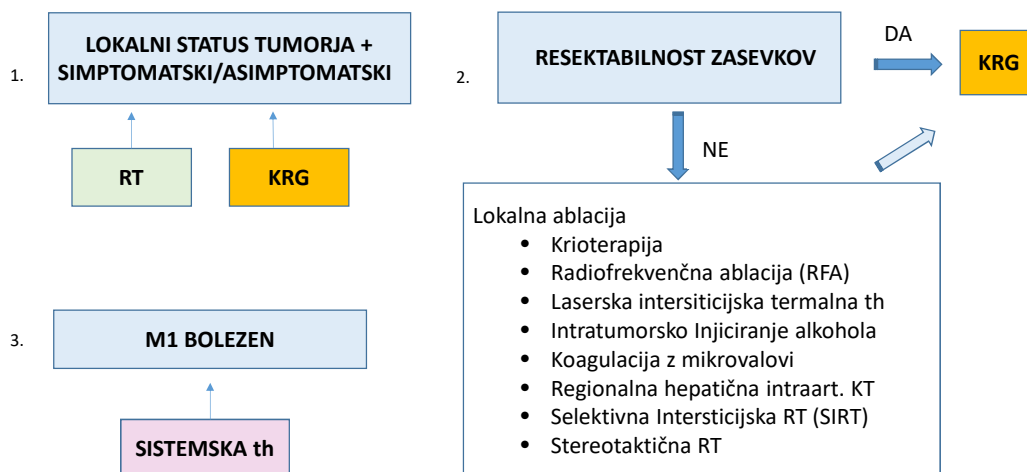 1.
LOKALNI STATUS TUMORJA +
SIMPTOMATSKI/ASIMPTOMATSKI
RT
KRG
2.
RESEKTABILNOST ZASEVKOV
DA
KRG
NE
Lokalna ablacija
• Krioterapija
• Radiofrekvenčna ablacija (RFA)
• Laserska intersiticijska termalna th
• Intratumorsko Injiciranje alkohola
• Koagulacija z mikrovalovi
• Regionalna hepatična intraart. KT
• Selektivna Intersticijska RT (SIRT)
• Stereotaktična RT
3.
M1 BOLEZEN
SISTEMSKA th